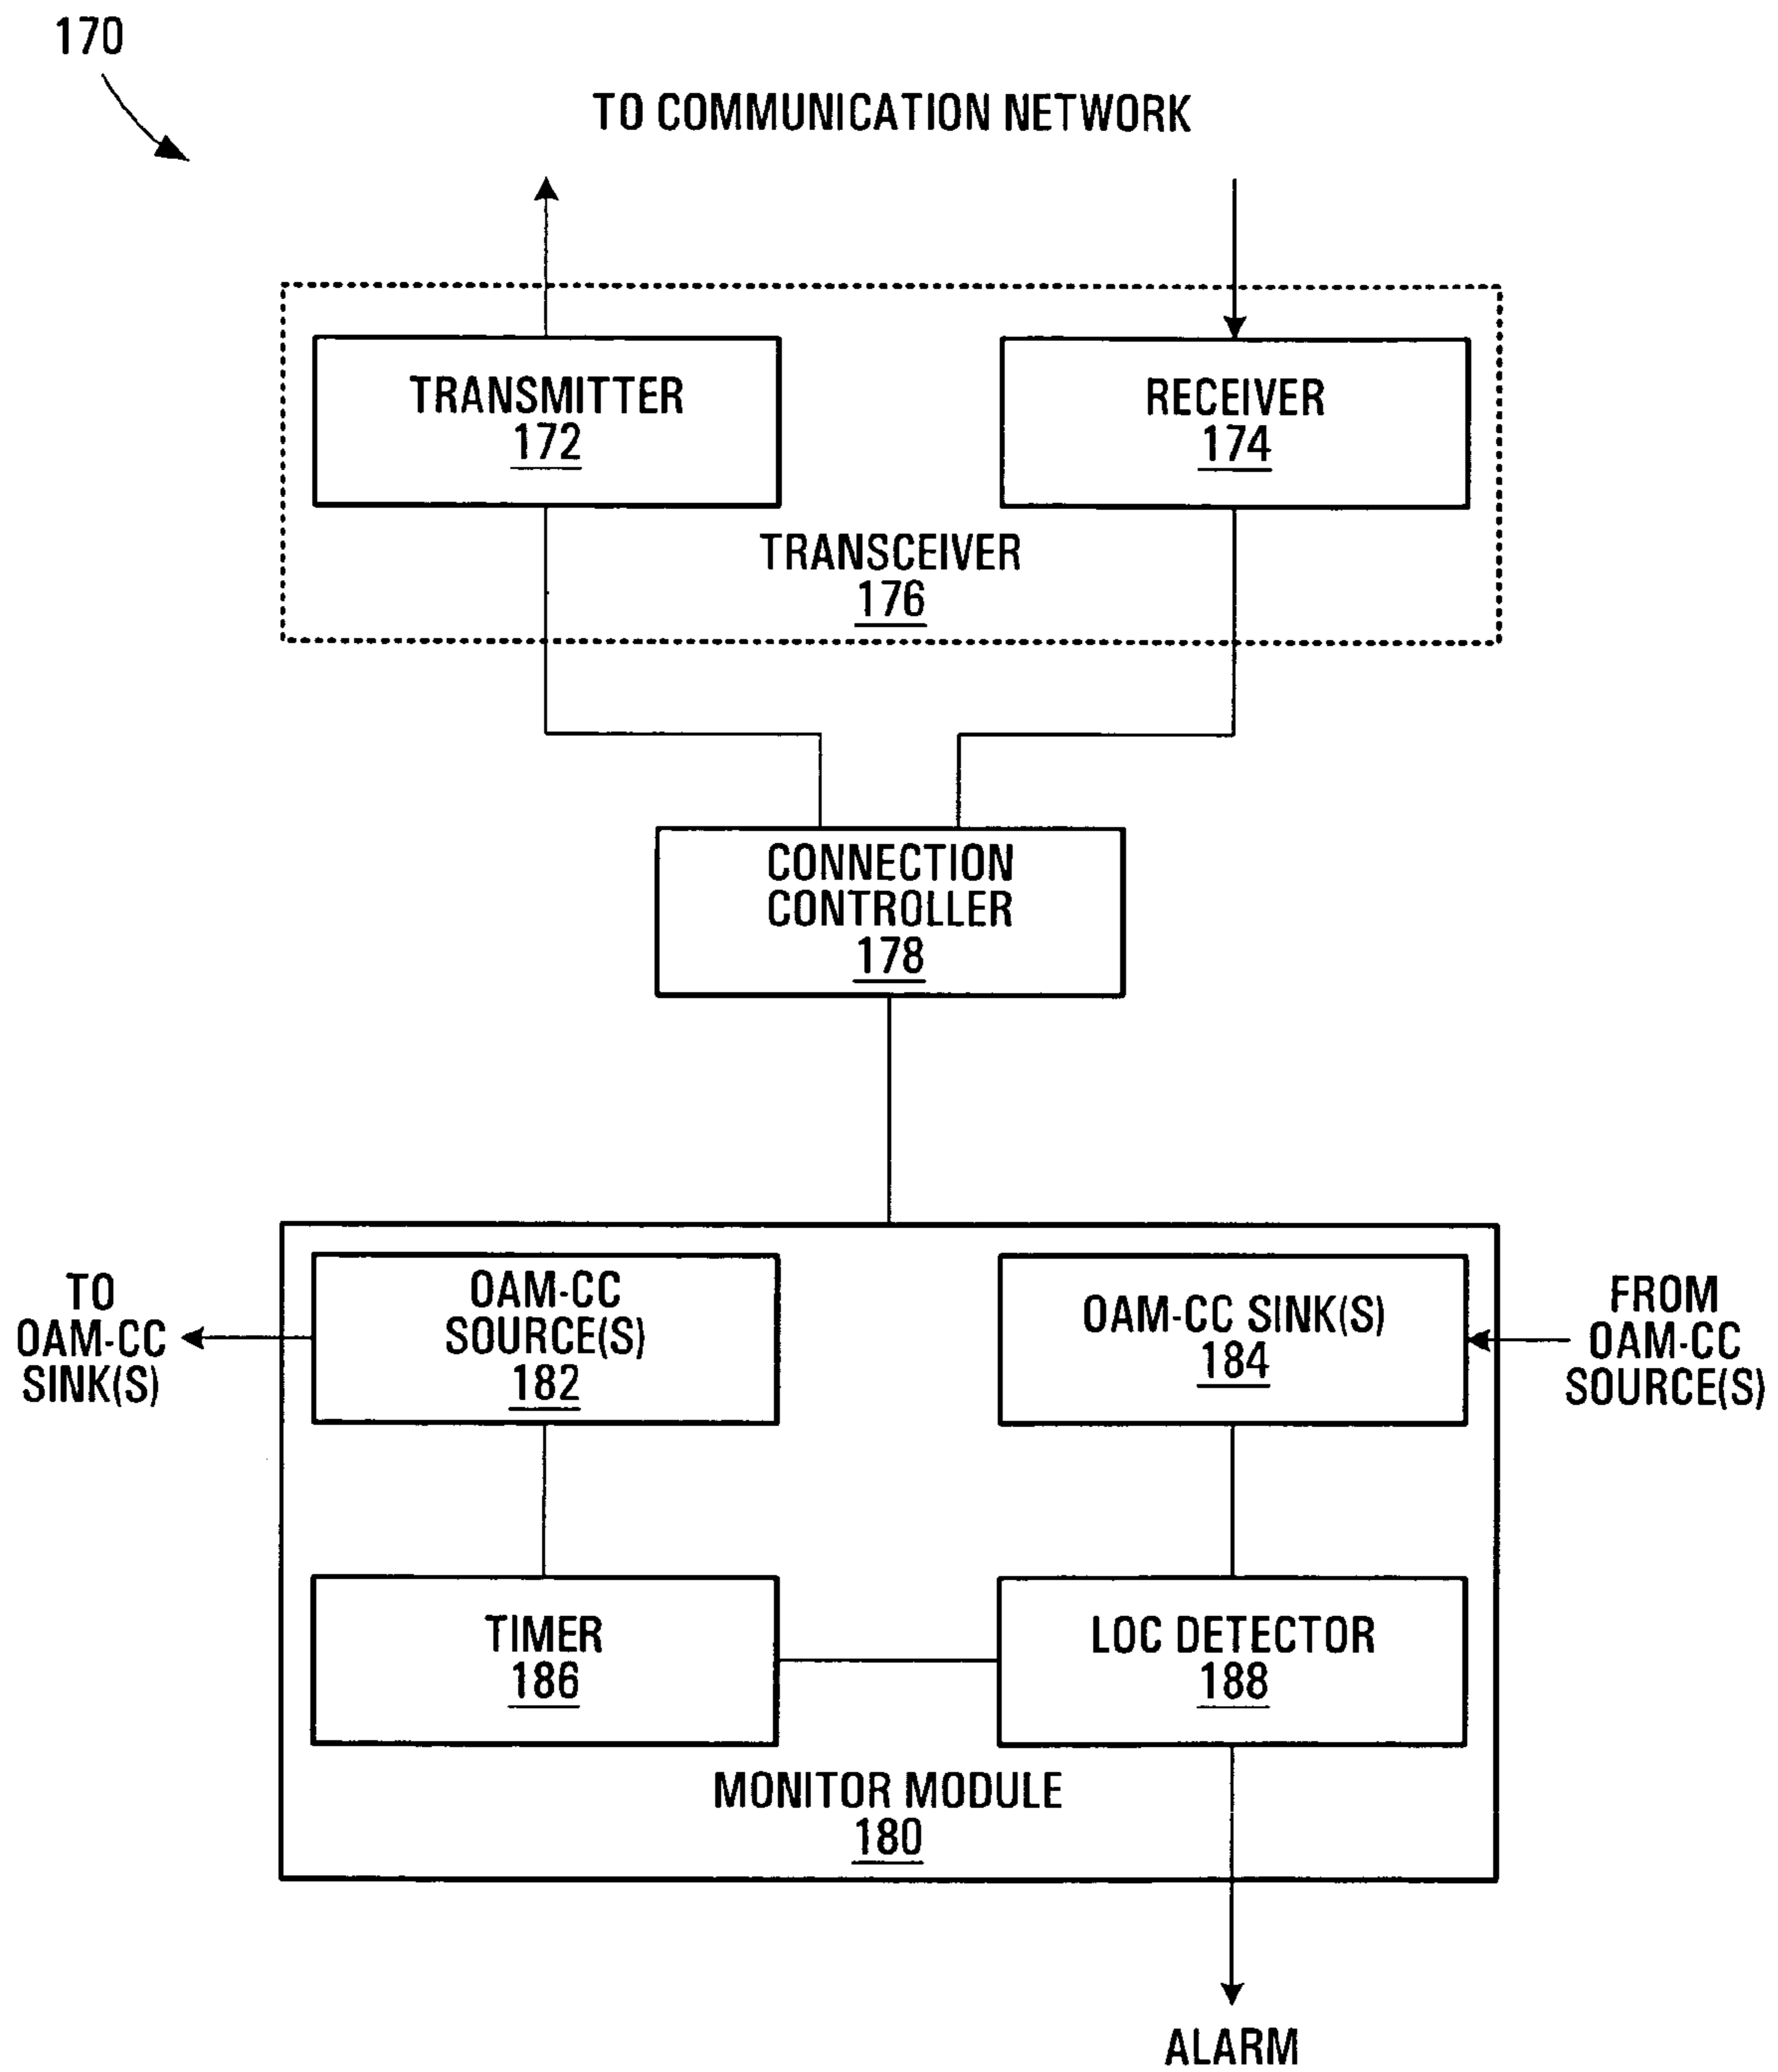 170
TO COMMUNICATION NETWORK
TRANSMITTER
172
RECEIVER
174
TRANSCEIVER
176
CONNECTION
CONTROLLER
178
TO
OAM-CC
SINK(S)
OAM-CC
SOURCE(S)
182
OAM-CC SINK(S)
184
FROM
OAM-CC
SOURCE(S)
TIMER
186
LOC DETECTOR
188
MONITOR MODULE
180
ALARM